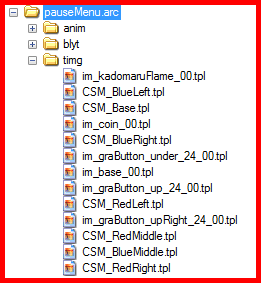 pauseMenu.arc
anim
blyt
timg
im_kadomaruFlame_00.tpl
CSM_BlueLeft.tpl
CSM_Base.tpl
im_coin_00.tpl
CSM_BlueRight.tpl
im_graButton_under_24_00.tpl
im_base_00.tpl
im_graButton_up_24_00.tpl
CSM_RedLeft.tpl
im_graButton_upRight_24_00.tpl
CSM_RedMiddle.tpl
CSM_BlueMiddle.tpl
CSM_RedRight.tpl